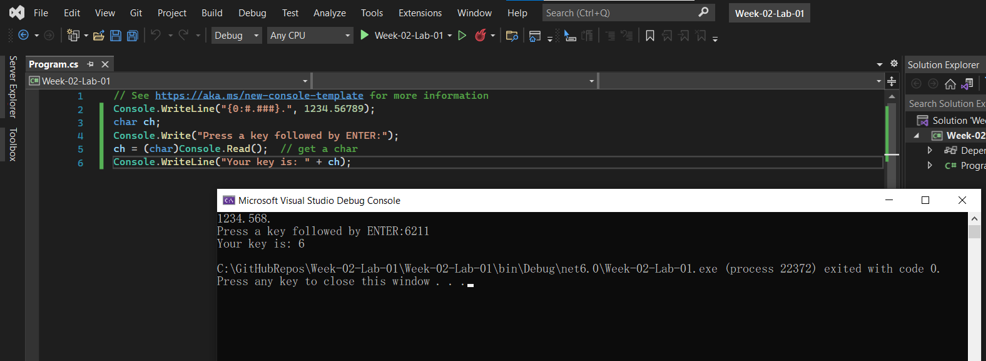 File Edit View Git Project Build Debug Test Analyze Tools Extensions Window Help Search (Ctrl+Q) Week-02-Lab-01
Debug Any CPU Week-02-Lab-01
Server Explorer
Toolbox
Program.cs
Week-02-Lab-01
1 // See https://aka.ms/new-console-template for more information
2 Console.WriteLine("{0:#.###}.", 1234.56789);
3 char ch;
4 Console.Write("Press a key followed by ENTER:");
5 ch = (char)Console.Read();  // get a char
6 Console.WriteLine("Your key is: " + ch);
Solution Explorer
Search Solution Ex
Solution 'We
Week-02
Depen
C# Progra
Microsoft Visual Studio Debug Console
1234.568.
Press a key followed by ENTER:6211
Your key is: 6
C:\GitHubRepos\Week-02-Lab-01\Week-02-Lab-01\bin\Debug\net6.0\Week-02-Lab-01.exe (process 22372) exited with code 0.
Press any key to close this window . . .